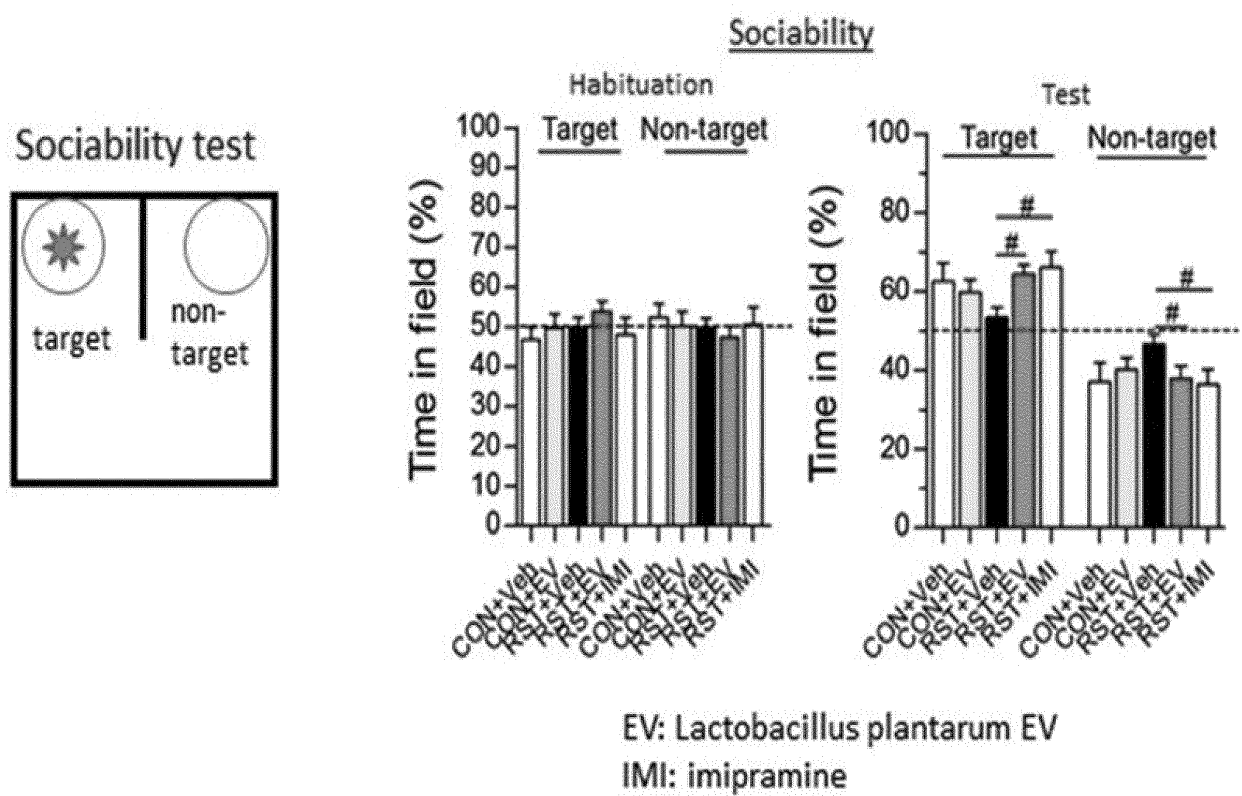 Sociability
Sociability test
target
non-
target
Habituation
Target Non-target
Time in field (%)
100
90
80
70
60
50
40
30
20
10
0
CON+Veh
CON+EV
RST+Veh
RST+EV
RST+IMI
CON+Veh
CON+EV
RST+Veh
RST+EV
RST+IMI
Test
Target Non-target
Time in field (%)
100
80
60
40
20
0
#
#
#
#
CON+Veh
CON+EV
RST+Veh
RST+EV
RST+IMI
CON+Veh
CON+EV
RST+Veh
RST+EV
RST+IMI
EV: Lactobacillus plantarum EV
IMI: imipramine